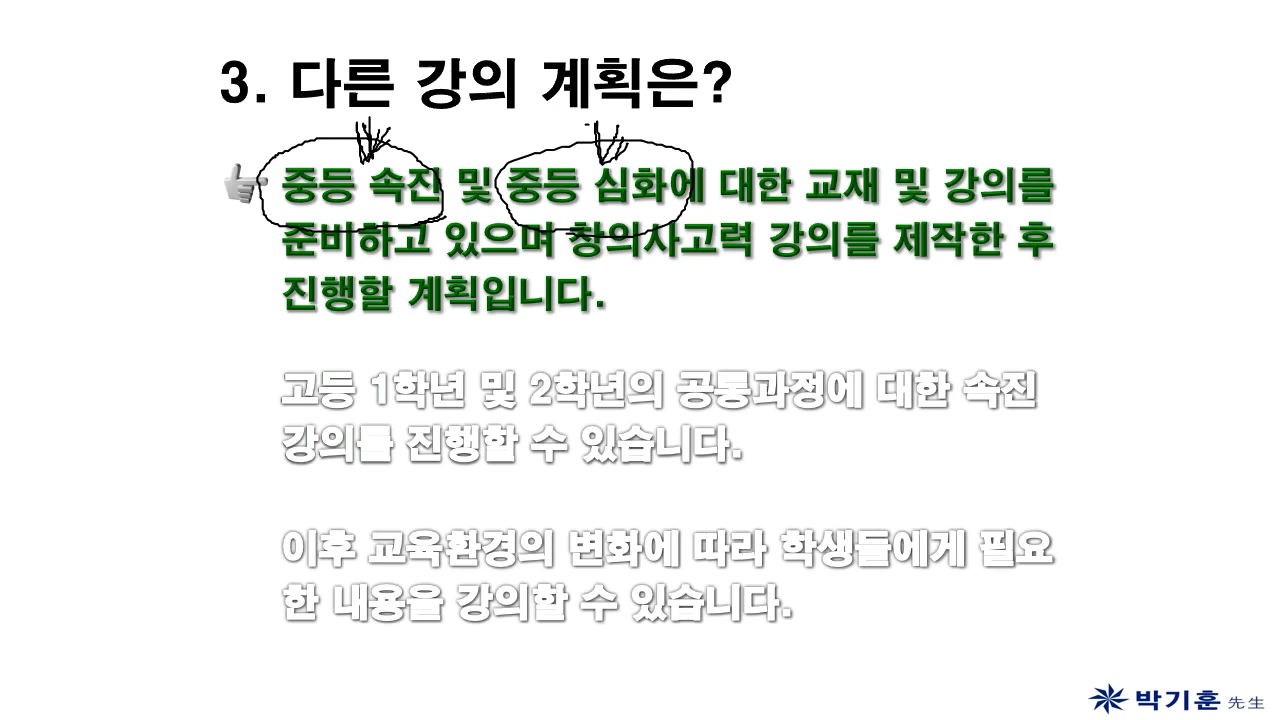 3. 다른 강의 계획은?
중등 속진 및 중등 심화에 대한 교재 및 강의를
준비하고 있으며 창의사고력 강의를 제작한 후
진행할 계획입니다.
고등 1학년 및 2학년의 공통과정에 대한 속진
강의를 진행할 수 있습니다.
이후 교육환경의 변화에 따라 학생들에게 필요
한 내용을 강의할 수 있습니다.
박기훈 先生